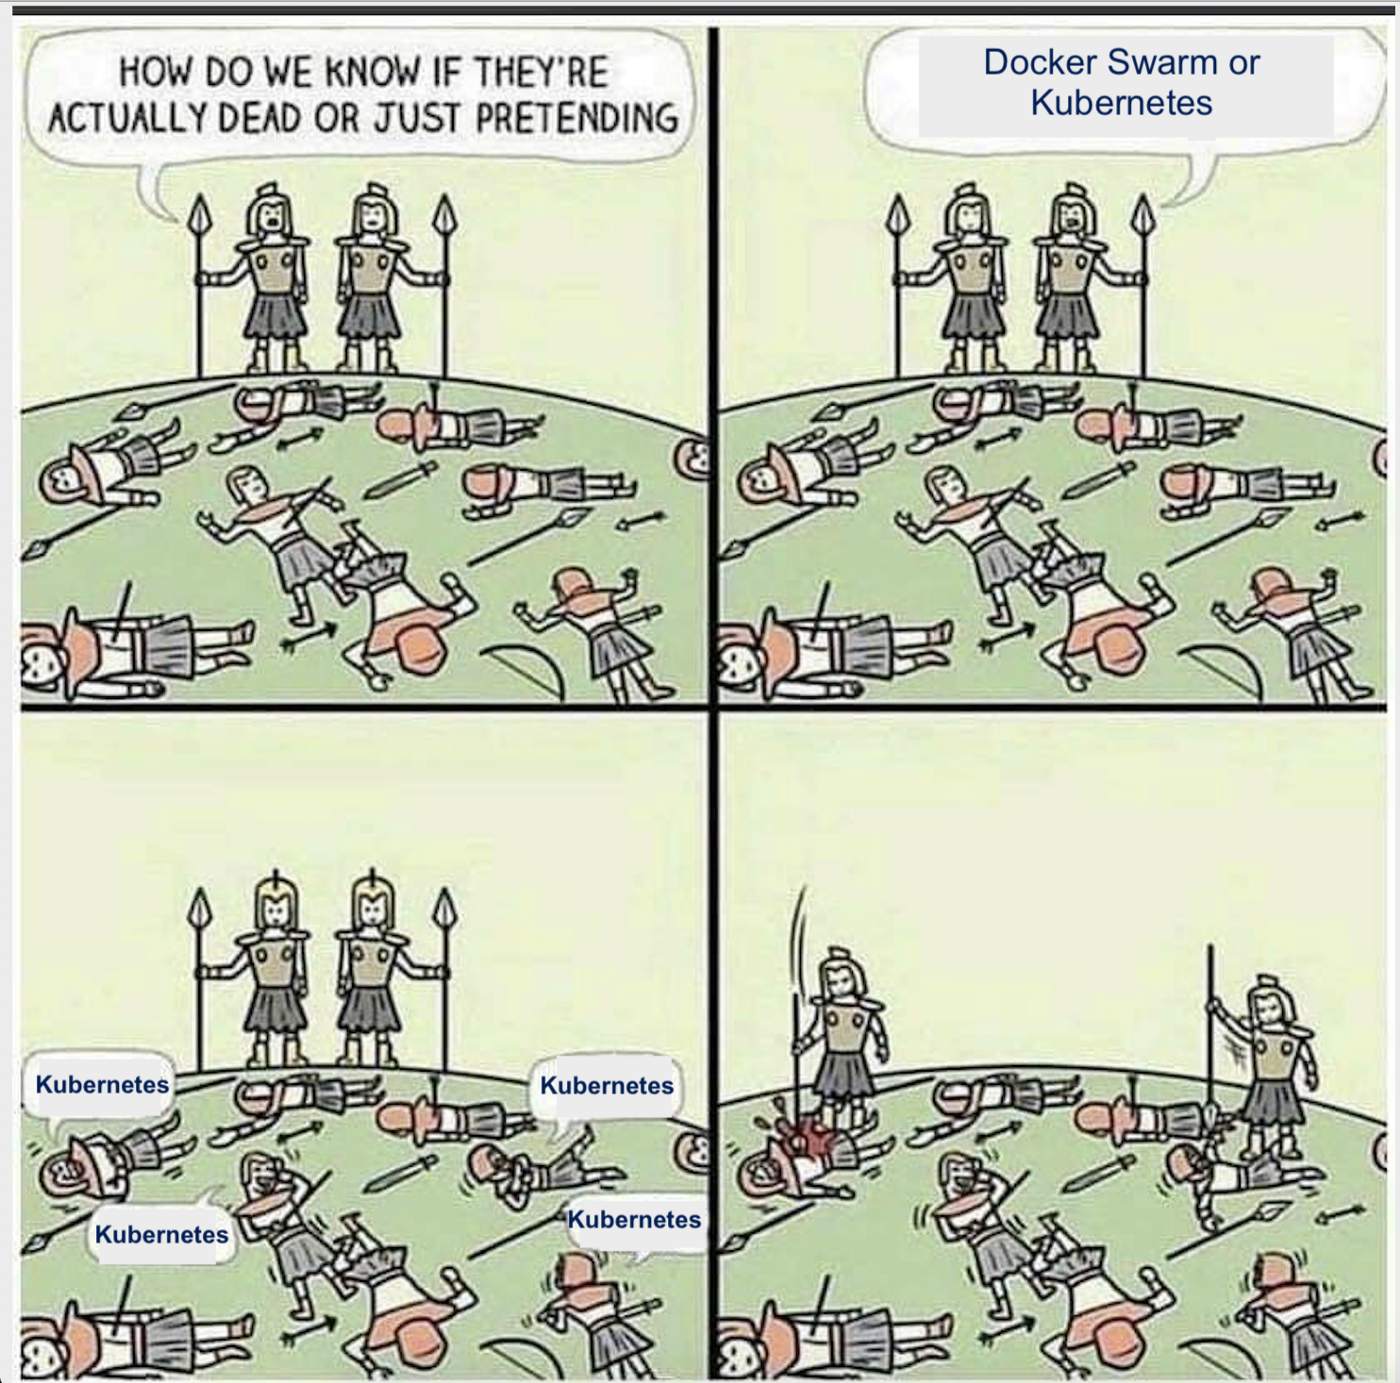 HOW DO WE KNOW IF THEY'RE
ACTUALLY DEAD OR JUST PRETENDING
Docker Swarm or
Kubernetes
Kubernetes
Kubernetes
Kubernetes
Kubernetes